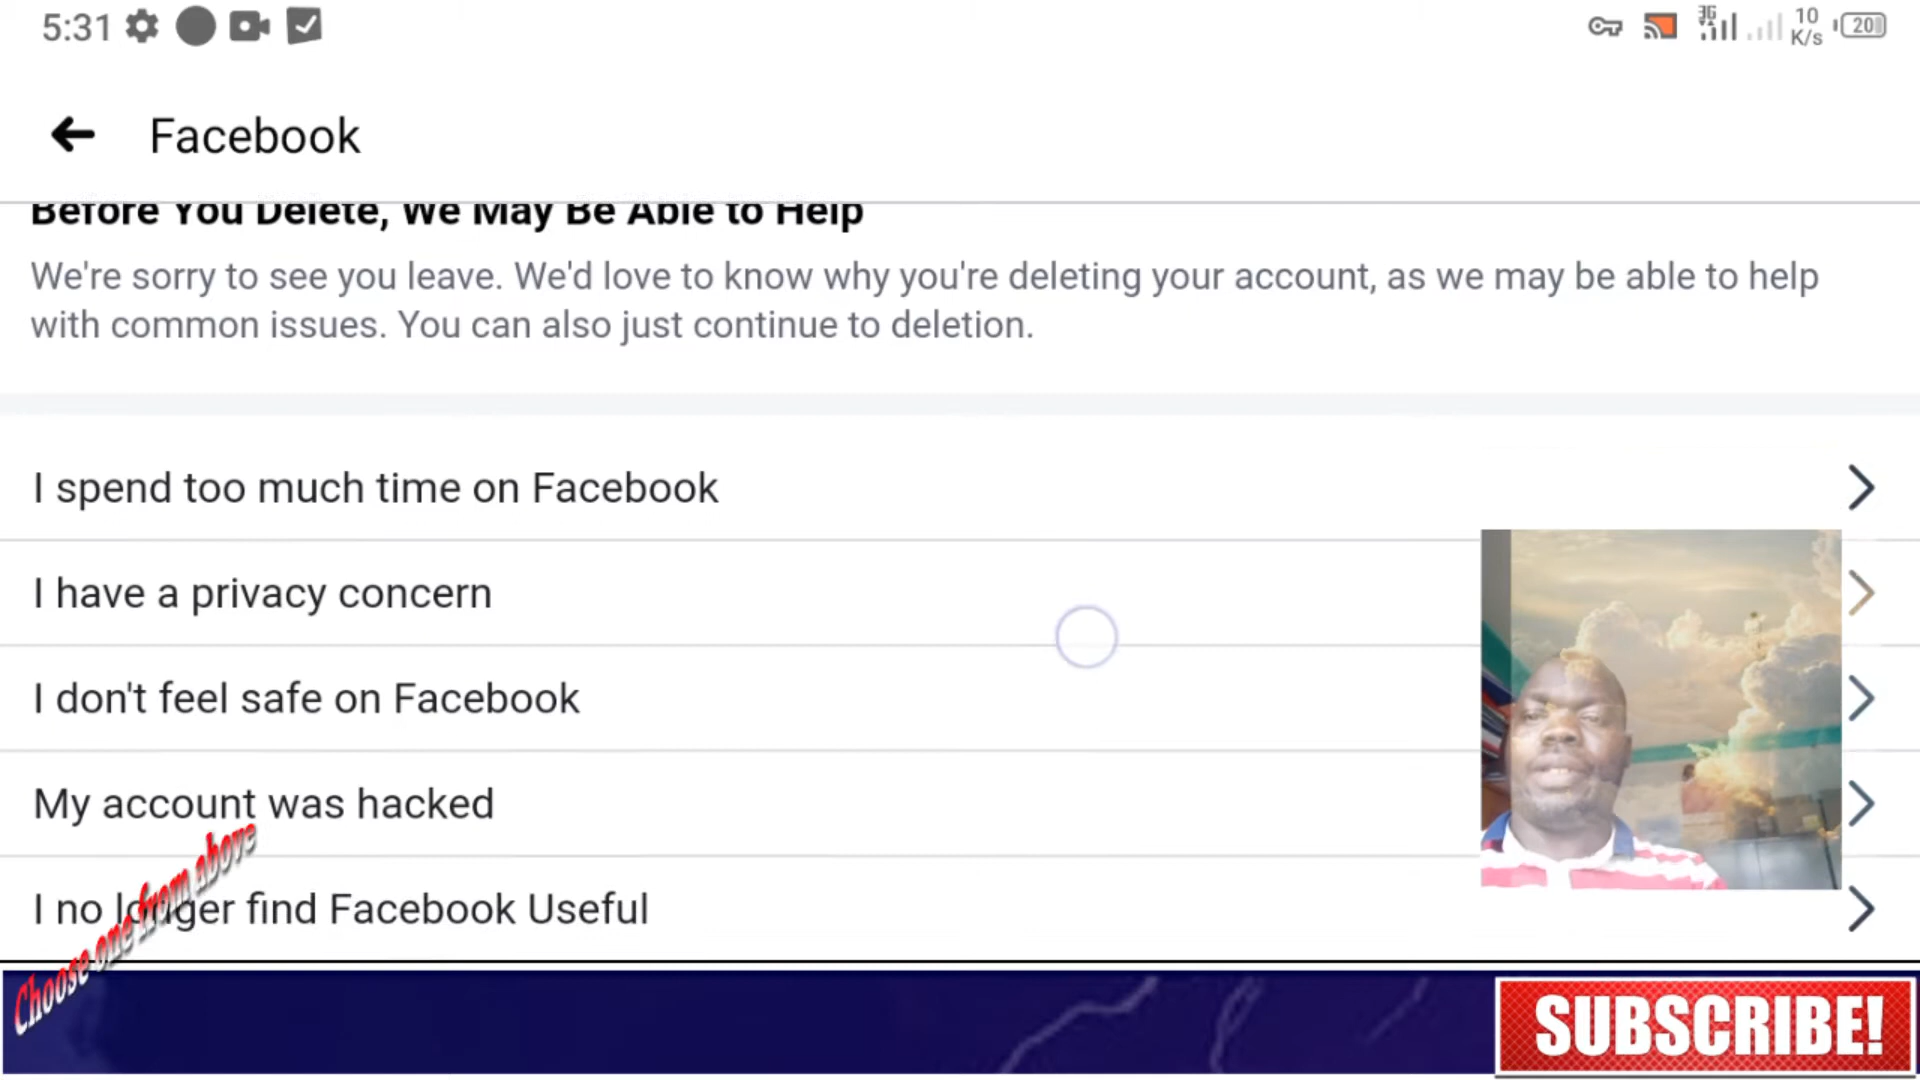 5:31
3G
10
K/s
20
Facebook
Before You Delete, We May Be Able to Help
We're sorry to see you leave. We'd love to know why you're deleting your account, as we may be able to help
with common issues. You can also just continue to deletion.
I spend too much time on Facebook
I have a privacy concern
I don't feel safe on Facebook
My account was hacked
I no longer find Facebook Useful
Choose one from above
SUBSCRIBE!